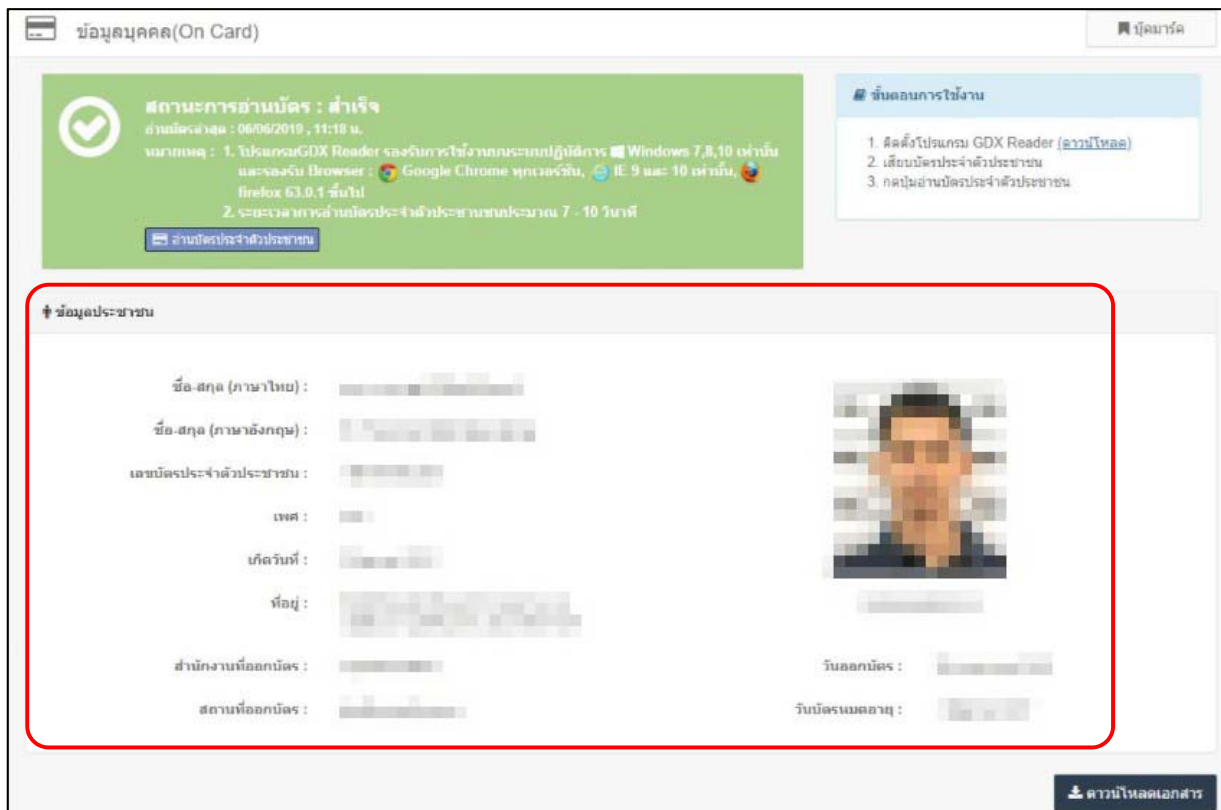 ข้อมูลบุคคล(On Card)
บุ๊คมาร์ค
สถานะการอ่านบัตร : สำเร็จ
อ่านบัตรล่าสุด : 06/06/2019 , 11:18 น.
หมายเหตุ : 1. โปรแกรมGDX Reader รองรับการใช้งานบนระบบปฏิบัติการ Windows 7,8,10 เท่านั้น
และรองรับ Browser : Google Chrome ทุกเวอร์ชั่น, IE 9 และ 10 เท่านั้น,
firefox 63.0.1 ขึ้นไป
2. ระยะเวลาการอ่านบัตรประจำตัวประชาชนประมาณ 7 - 10 วินาที
อ่านบัตรประจำตัวประชาชน
ขั้นตอนการใช้งาน
1. ติดตั้งโปรแกรม GDX Reader (ดาวน์โหลด)
2. เสียบบัตรประจำตัวประชาชน
3. กดปุ่มอ่านบัตรประจำตัวประชาชน
ข้อมูลประชาชน
ชื่อ-สกุล (ภาษาไทย) :
ชื่อ-สกุล (ภาษาอังกฤษ) :
เลขบัตรประจำตัวประชาชน :
เพศ :
เกิดวันที่ :
ที่อยู่ :
สำนักงานที่ออกบัตร :
วันออกบัตร :
สถานที่ออกบัตร :
วันบัตรหมดอายุ :
ดาวน์โหลดเอกสาร